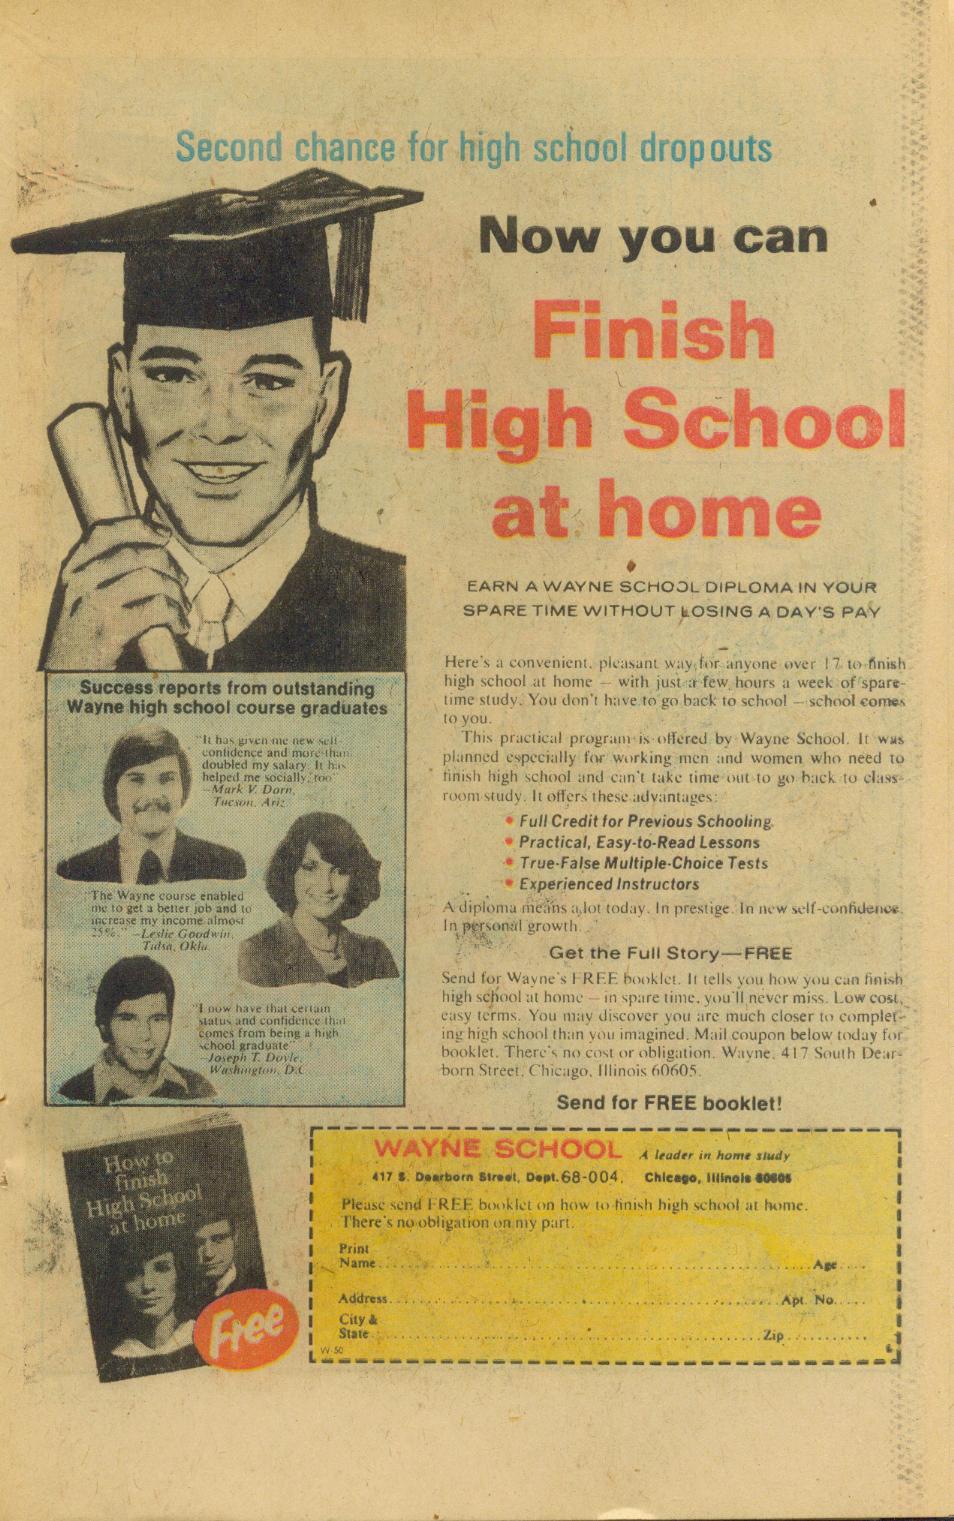 Second chance for high school dropouts
Now you can
Finish
High School
at home
EARN A WAYNE SCHOOL DIPLOMA IN YOUR
SPARE TIME WITHOUT LOSING A DAY'S PAY
Here's a convenient, pleasant way for anyone over 17 to finish
high school at home — with just a few hours a week of spare-
time study. You don't have to go back to school — school comes
to you.
This practical program is offered by Wayne School. It was
planned especially for working men and women who need to
finish high school and can't take time out to go back to class-
room study. It offers these advantages:
• Full Credit for Previous Schooling
• Practical, Easy-to-Read Lessons
• True-False Multiple-Choice Tests
• Experienced Instructors
A diploma means a lot today. In prestige. In new self-confidence.
In personal growth.
Get the Full Story—FREE
Send for Wayne's FREE booklet. It tells you how you can finish
high school at home — in spare time, you'll never miss. Low cost,
easy terms. You may discover you are much closer to complet-
ing high school than you imagined. Mail coupon below today for
booklet. There's no cost or obligation. Wayne, 417 South Dear-
born Street, Chicago, Illinois 60605.
Send for FREE booklet!
Success reports from outstanding
Wayne high school course graduates
"It has given me new self-
confidence and more than
doubled my salary. It has
helped me socially, too"
—Mark V. Dorn,
Tucson, Ariz.
"The Wayne course enabled
me to get a better job and to
increase my income almost
25%." —Leslie Goodwin,
Tulsa, Okla.
"I now have that certain
status and confidence that
comes from being a high
school graduate"
—Joseph T. Doyle,
Washington, D.C.
How to
finish
High School
at home
Free
WAYNE SCHOOL A leader in home study
417 S. Dearborn Street, Dept. 68-004, Chicago, Illinois 60605
Please send FREE booklet on how to finish high school at home.
There's no obligation on my part.
Print
Name Age
Address Apt. No.
City &
State Zip
W-50